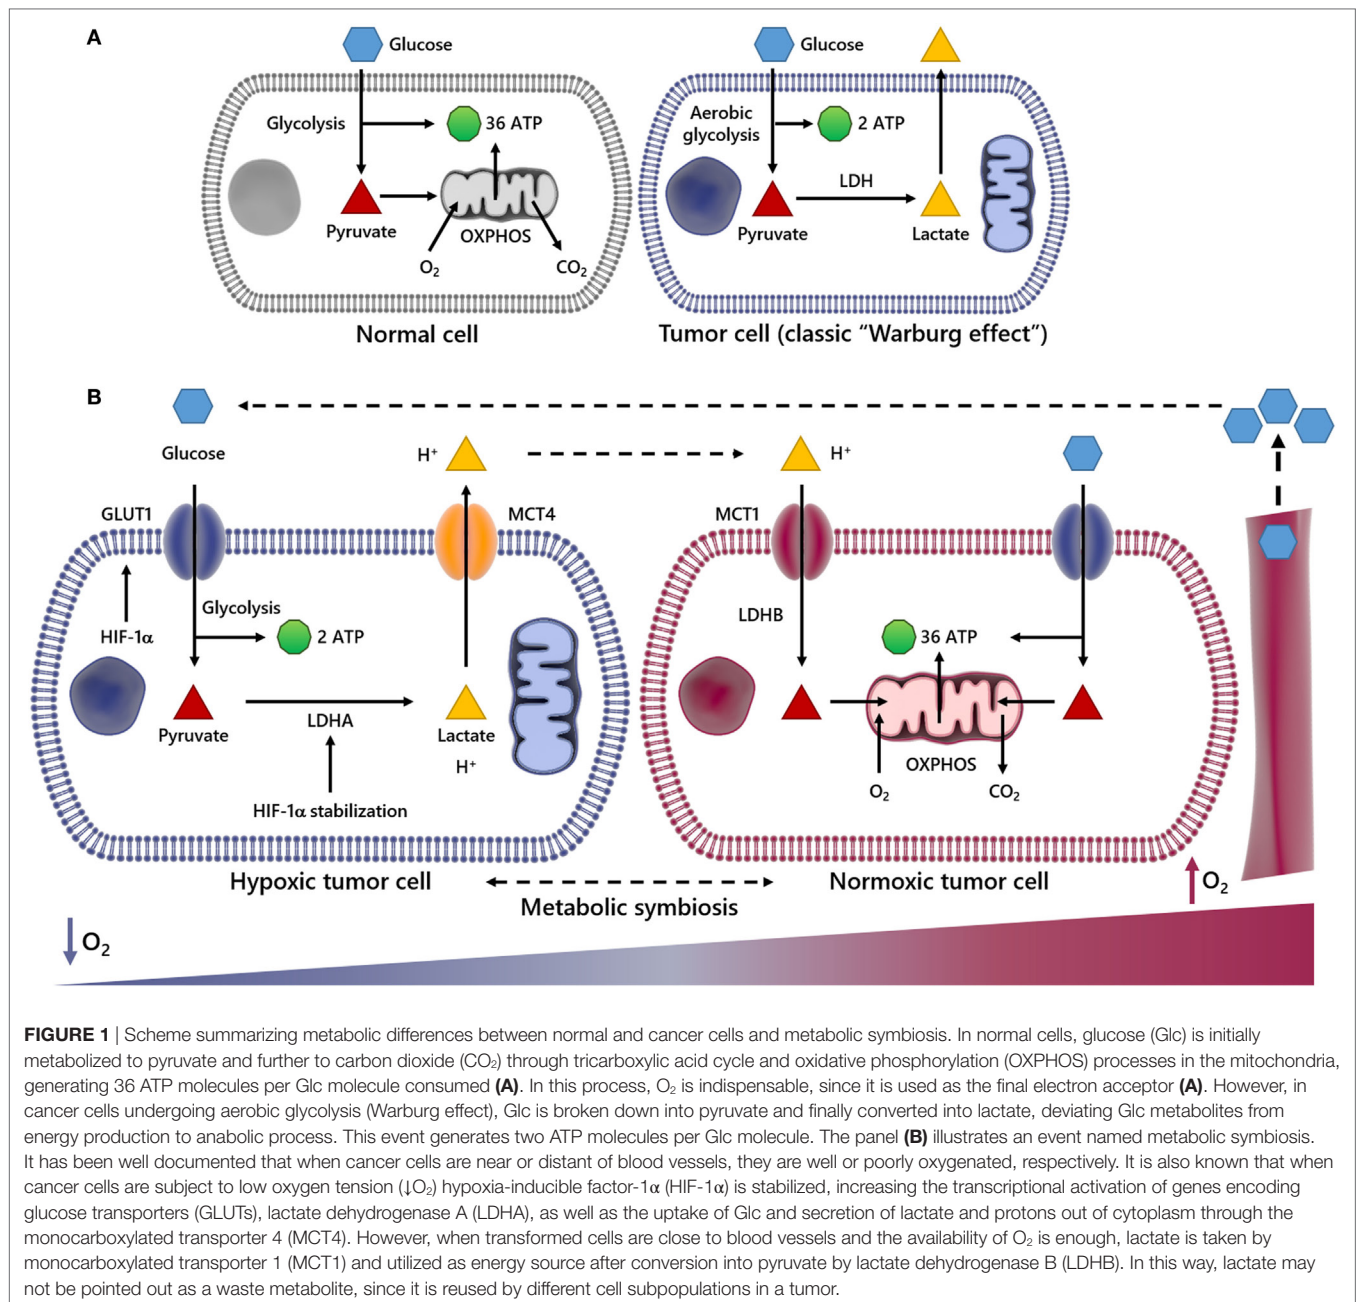 A
Glucose
Glycolysis
36 ATP
Pyruvate
OXPHOS
O₂
CO₂
Normal cell
Glucose
Aerobic
glycolysis
2 ATP
LDH
Pyruvate
Lactate
Tumor cell (classic “Warburg effect”)
B
Glucose
H⁺
H⁺
GLUT1
MCT4
MCT1
Glycolysis
HIF-1α
2 ATP
LDHB
36 ATP
Pyruvate
LDHA
Lactate
H⁺
HIF-1α stabilization
OXPHOS
O₂
CO₂
Hypoxic tumor cell
Normoxic tumor cell
Metabolic symbiosis
↑O₂
↓O₂
FIGURE 1 | Scheme summarizing metabolic differences between normal and cancer cells and metabolic symbiosis. In normal cells, glucose (Glc) is initially
metabolized to pyruvate and further to carbon dioxide (CO₂) through tricarboxylic acid cycle and oxidative phosphorylation (OXPHOS) processes in the mitochondria,
generating 36 ATP molecules per Glc molecule consumed (A). In this process, O₂ is indispensable, since it is used as the final electron acceptor (A). However, in
cancer cells undergoing aerobic glycolysis (Warburg effect), Glc is broken down into pyruvate and finally converted into lactate, deviating Glc metabolites from
energy production to anabolic process. This event generates two ATP molecules per Glc molecule. The panel (B) illustrates an event named metabolic symbiosis.
It has been well documented that when cancer cells are near or distant of blood vessels, they are well or poorly oxygenated, respectively. It is also known that when
cancer cells are subject to low oxygen tension (↓O₂) hypoxia-inducible factor-1α (HIF-1α) is stabilized, increasing the transcriptional activation of genes encoding
glucose transporters (GLUTs), lactate dehydrogenase A (LDHA), as well as the uptake of Glc and secretion of lactate and protons out of cytoplasm through the
monocarboxylated transporter 4 (MCT4). However, when transformed cells are close to blood vessels and the availability of O₂ is enough, lactate is taken by
monocarboxylated transporter 1 (MCT1) and utilized as energy source after conversion into pyruvate by lactate dehydrogenase B (LDHB). In this way, lactate may
not be pointed out as a waste metabolite, since it is reused by different cell subpopulations in a tumor.